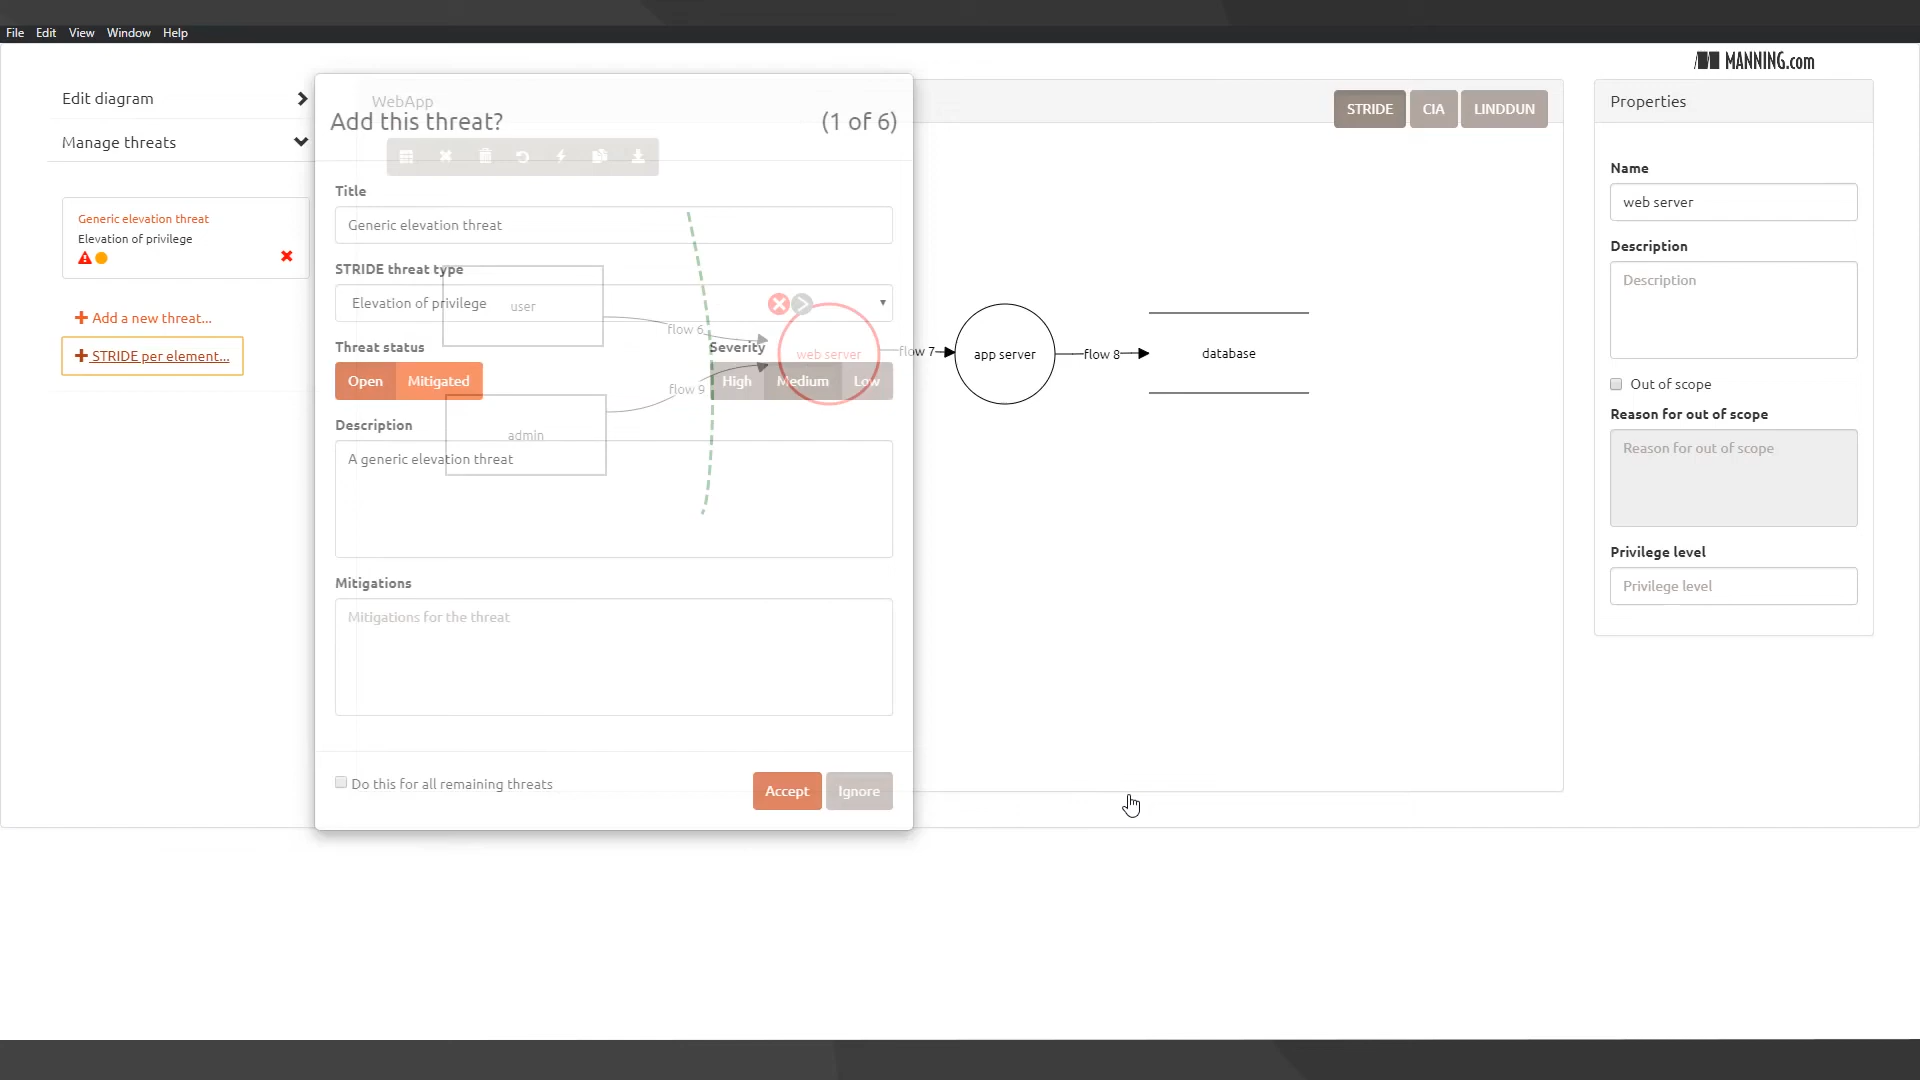 File Edit View Window Help
MANNING.com
Edit diagram
Manage threats
Generic elevation threat
Elevation of privilege
Add a new threat...
STRIDE per element...
WebApp
Add this threat? (1 of 6)
Title
Generic elevation threat
STRIDE threat type
Elevation of privilege
Threat status
Open Mitigated
Severity
High Medium Low
Description
A generic elevation threat
Mitigations
Mitigations for the threat
Do this for all remaining threats
Accept Ignore
user
admin
flow 6
flow 9
web server
flow 7
app server
flow 8
database
STRIDE CIA LINDDUN
Properties
Name
web server
Description
Description
Out of scope
Reason for out of scope
Reason for out of scope
Privilege level
Privilege level